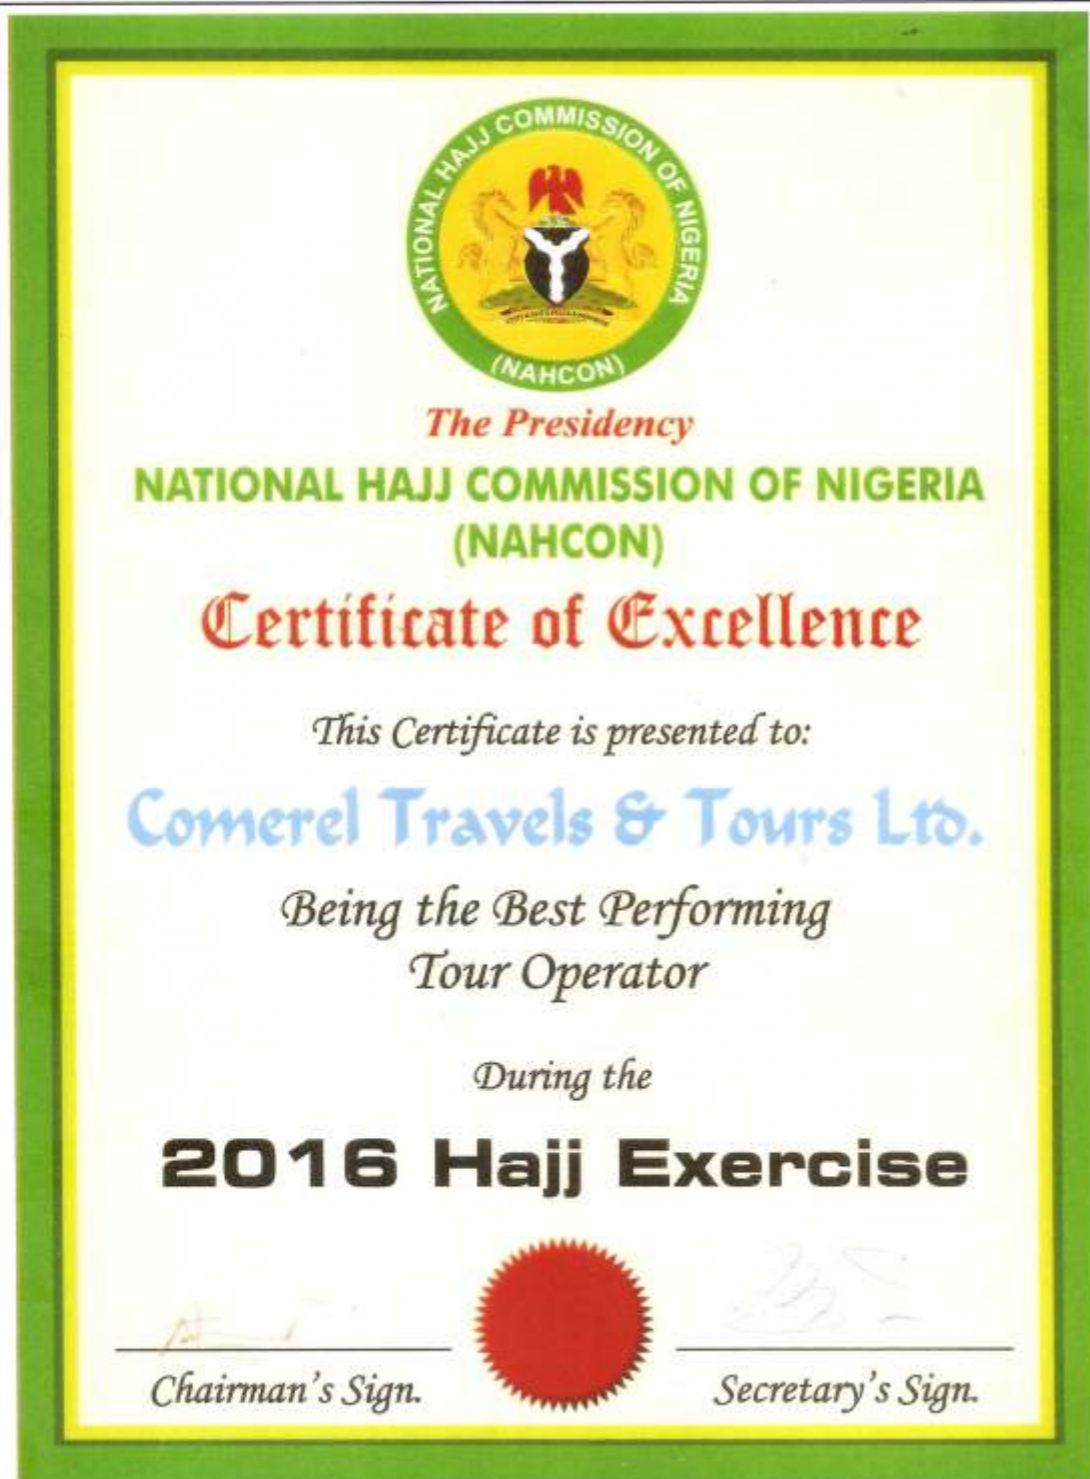 NATIONAL HAJJ COMMISSION OF NIGERIA
(NAHCON)
The Presidency
NATIONAL HAJJ COMMISSION OF NIGERIA
(NAHCON)
Certificate of Excellence
This Certificate is presented to:
Comerel Travels & Tours Ltd.
Being the Best Performing
Tour Operator
During the
2016 Hajj Exercise
Chairman's Sign.
Secretary's Sign.